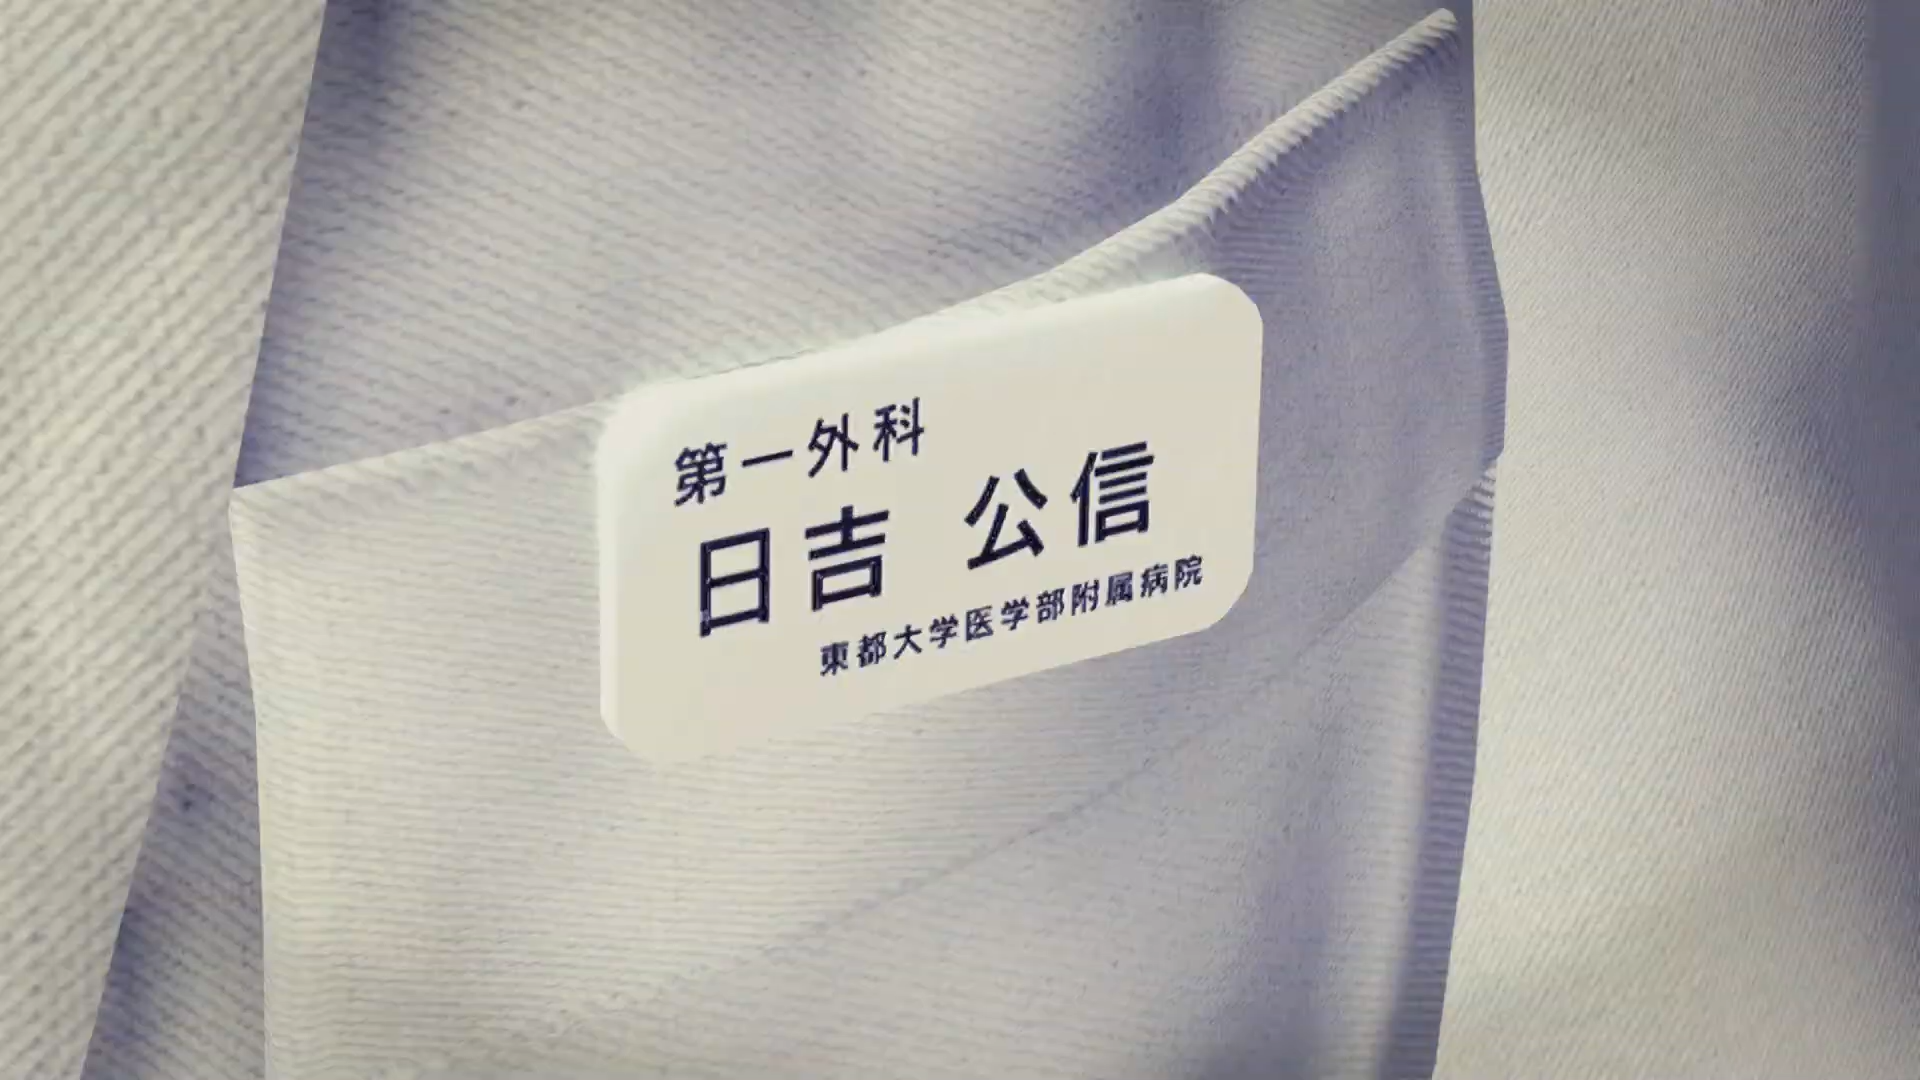 第一外科
日吉 公信
東都大学医学部附属病院